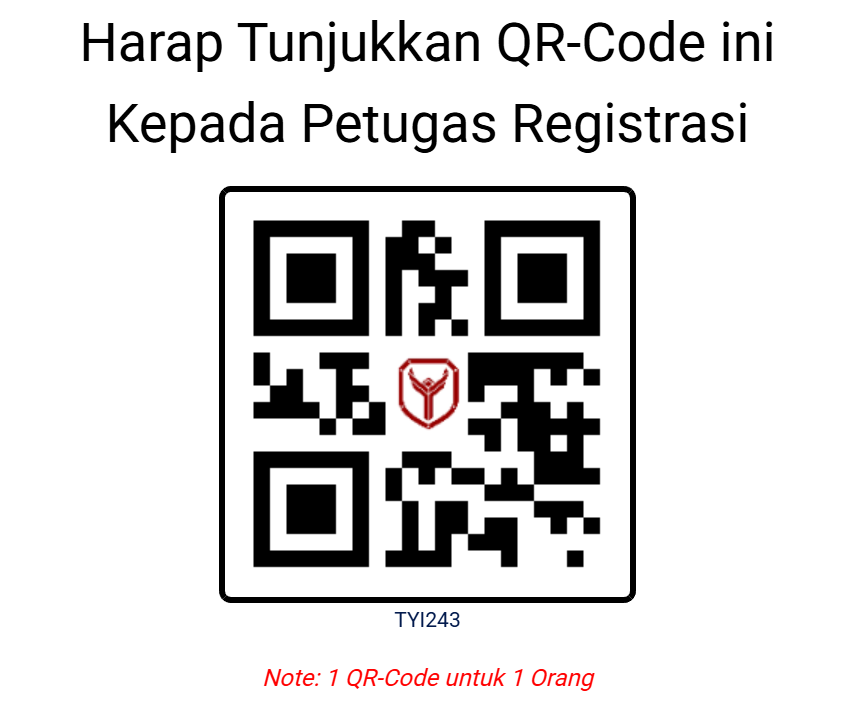 Harap Tunjukkan QR-Code ini
Kepada Petugas Registrasi
TYI243
Note: 1 QR-Code untuk 1 Orang